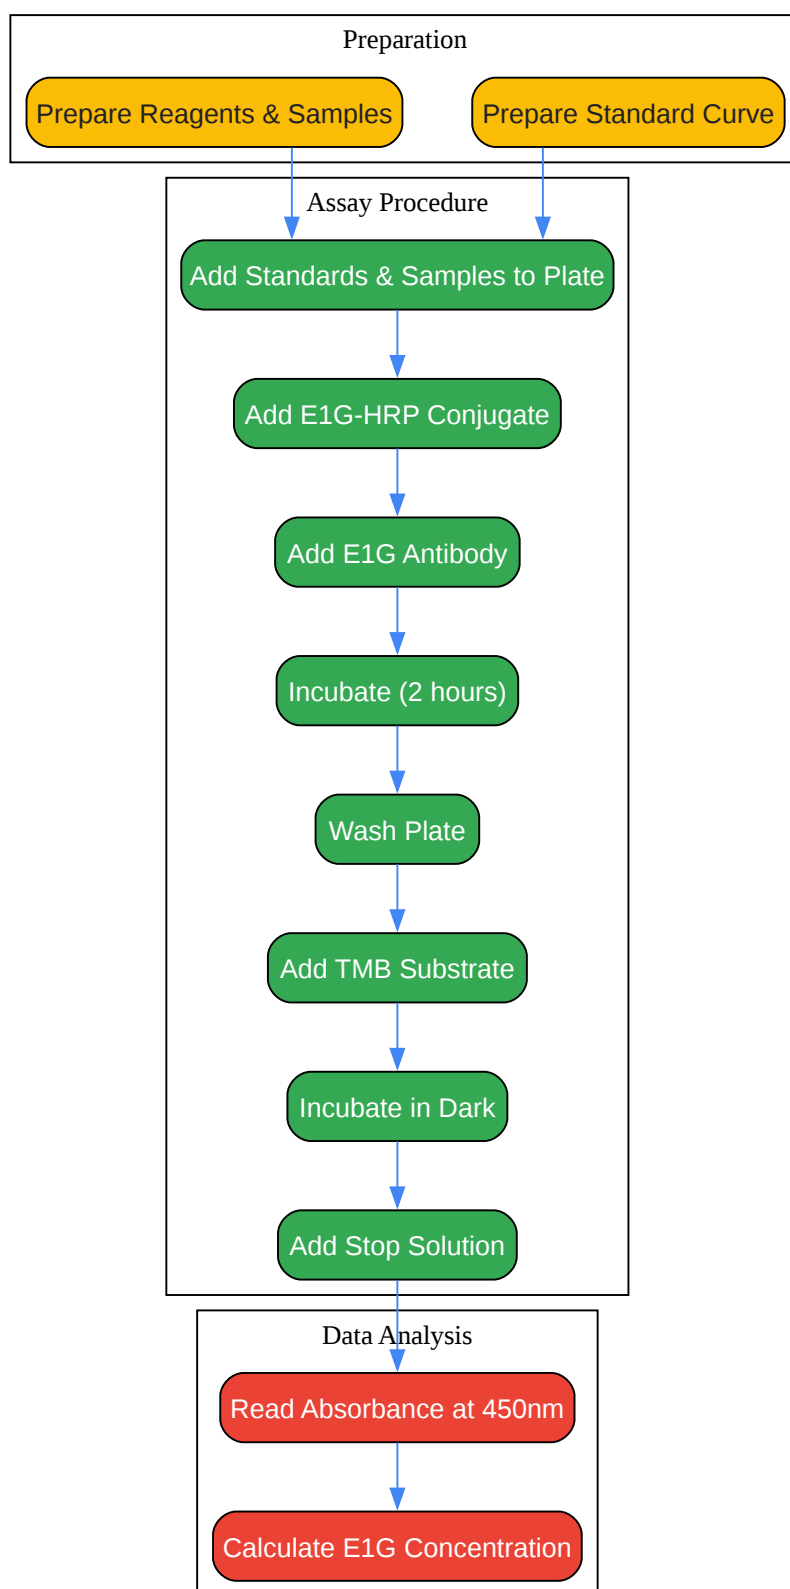 Preparation
Prepare Reagents & Samples
Prepare Standard Curve
Assay Procedure
Add Standards & Samples to Plate
Add E1G-HRP Conjugate
Add E1G Antibody
Incubate (2 hours)
Wash Plate
Add TMB Substrate
Incubate in Dark
Add Stop Solution
Data Analysis
Read Absorbance at 450nm
Calculate E1G Concentration